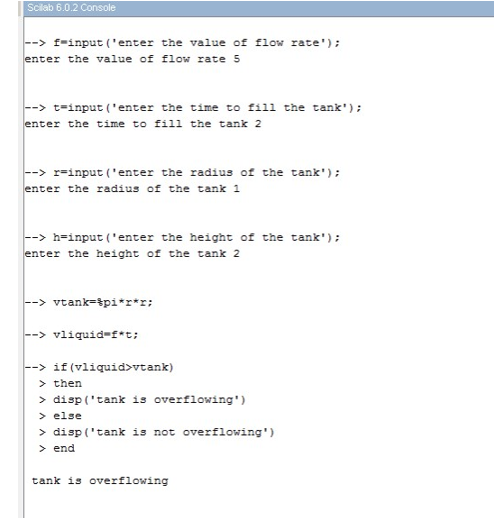 Scilab 6.0.2 Console
--> f=input('enter the value of flow rate');
enter the value of flow rate 5
--> t=input('enter the time to fill the tank');
enter the time to fill the tank 2
--> r=input('enter the radius of the tank');
enter the radius of the tank 1
--> h=input('enter the height of the tank');
enter the height of the tank 2
--> vtank=%pi*r*r;
--> vliquid=f*t;
--> if(vliquid>vtank)
> then
> disp('tank is overflowing')
> else
> disp('tank is not overflowing')
> end
tank is overflowing